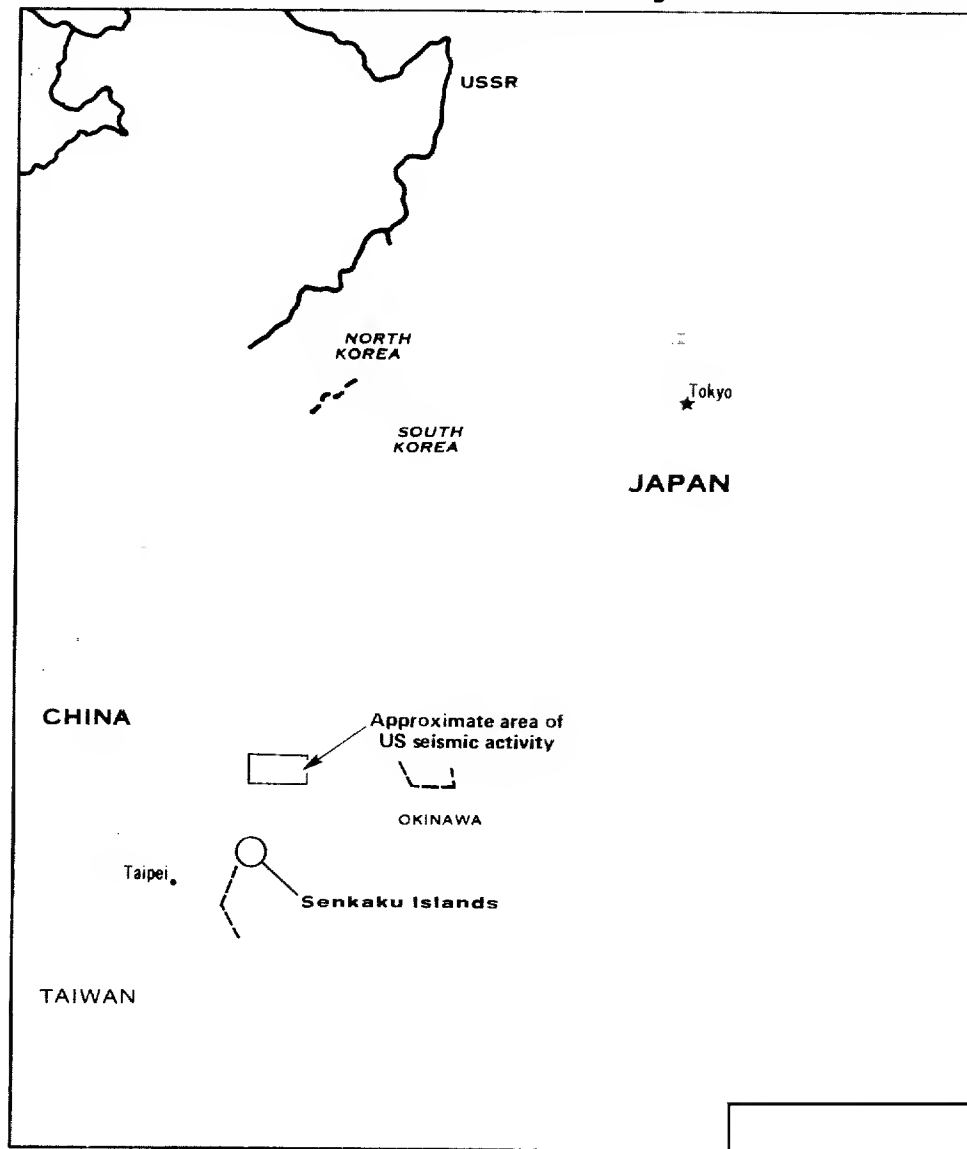 USSR
NORTH
KOREA
Tokyo
SOUTH
KOREA
JAPAN
CHINA
Approximate area of
US seismic activity
OKINAWA
Taipei
Senkaku Islands
TAIWAN